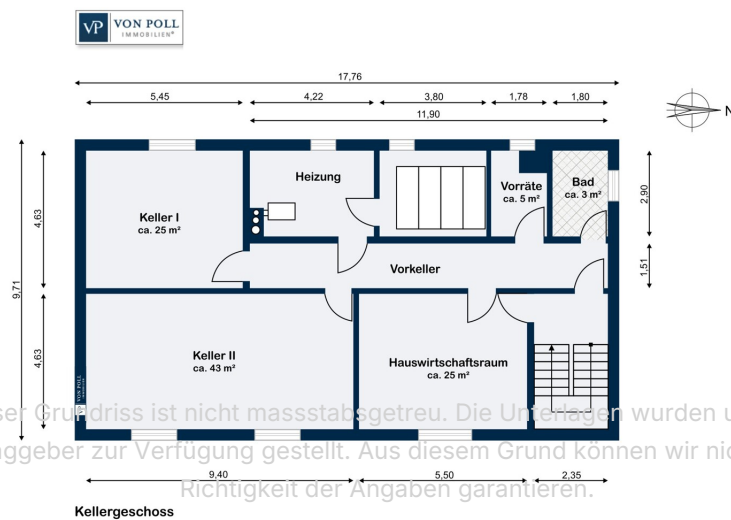 VP VON POLL
IMMOBILIEN®
17,76
5,45 4,22 3,80 1,78 1,80
11,90
N
Heizung
Vorräte
ca. 5 m²
Bad
ca. 3 m²
2,90
Keller I
ca. 25 m²
4,63
9,71
1,51
Vorkeller
Keller II
ca. 43 m²
Hauswirtschaftsraum
ca. 25 m²
4,63
VON POLL
ser Grundriss ist nicht massstabsgetreu. Die Unterlagen wurden u
ggeber zur Verfügung gestellt. Aus diesem Grund können wir nic
9,40 5,50 2,35
Richtigkeit der Angaben garantieren.
Kellergeschoss